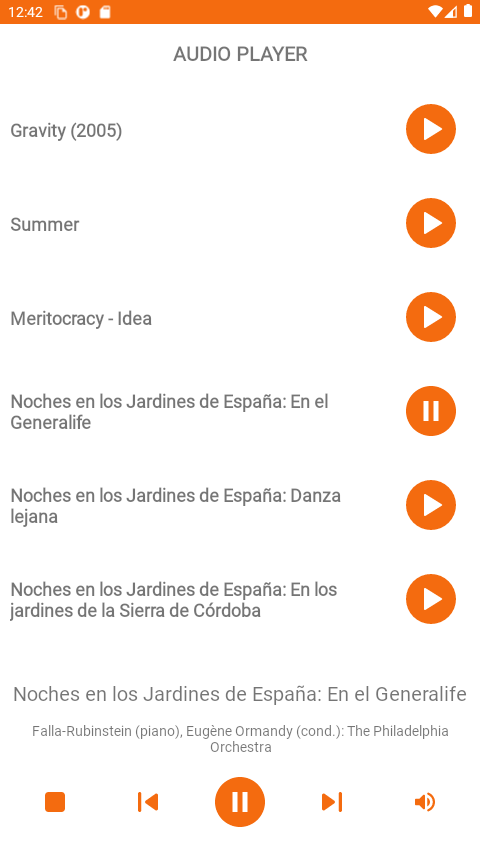 12:42
AUDIO PLAYER
Gravity (2005)
Summer
Meritocracy - Idea
Noches en los Jardines de España: En el
Generalife
Noches en los Jardines de España: Danza
lejana
Noches en los Jardines de España: En los
jardines de la Sierra de Córdoba
Noches en los Jardines de España: En el Generalife
Falla-Rubinstein (piano), Eugène Ormandy (cond.): The Philadelphia
Orchestra